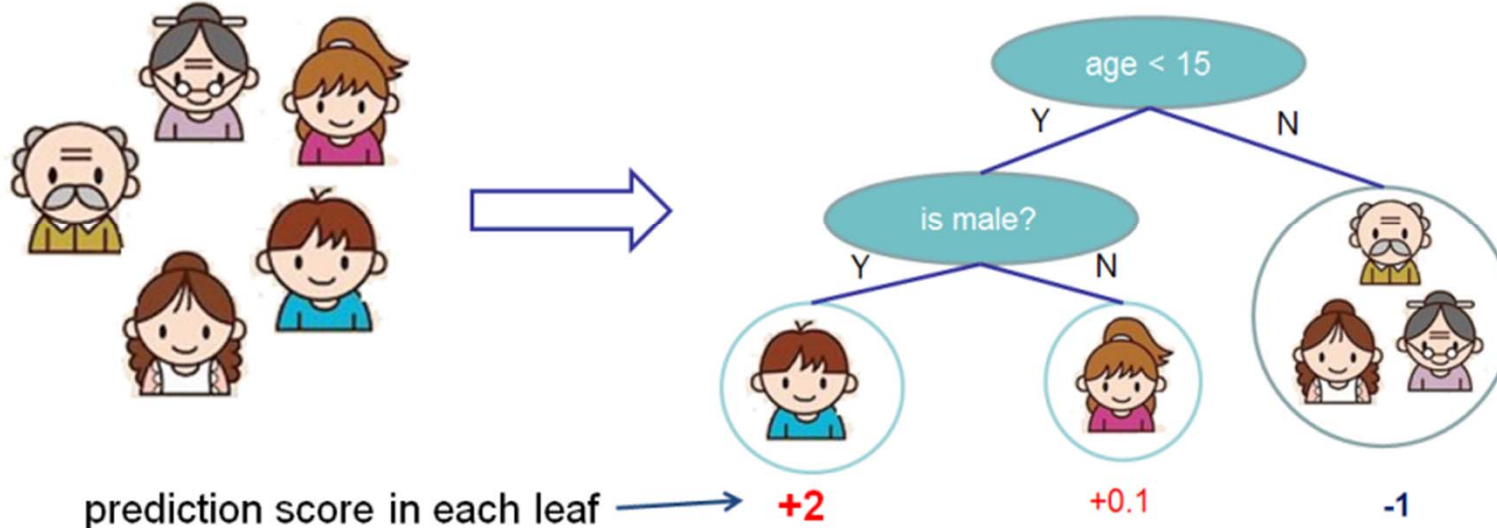 age < 15
Y
N
is male?
Y
N
prediction score in each leaf
+2
+0.1
-1